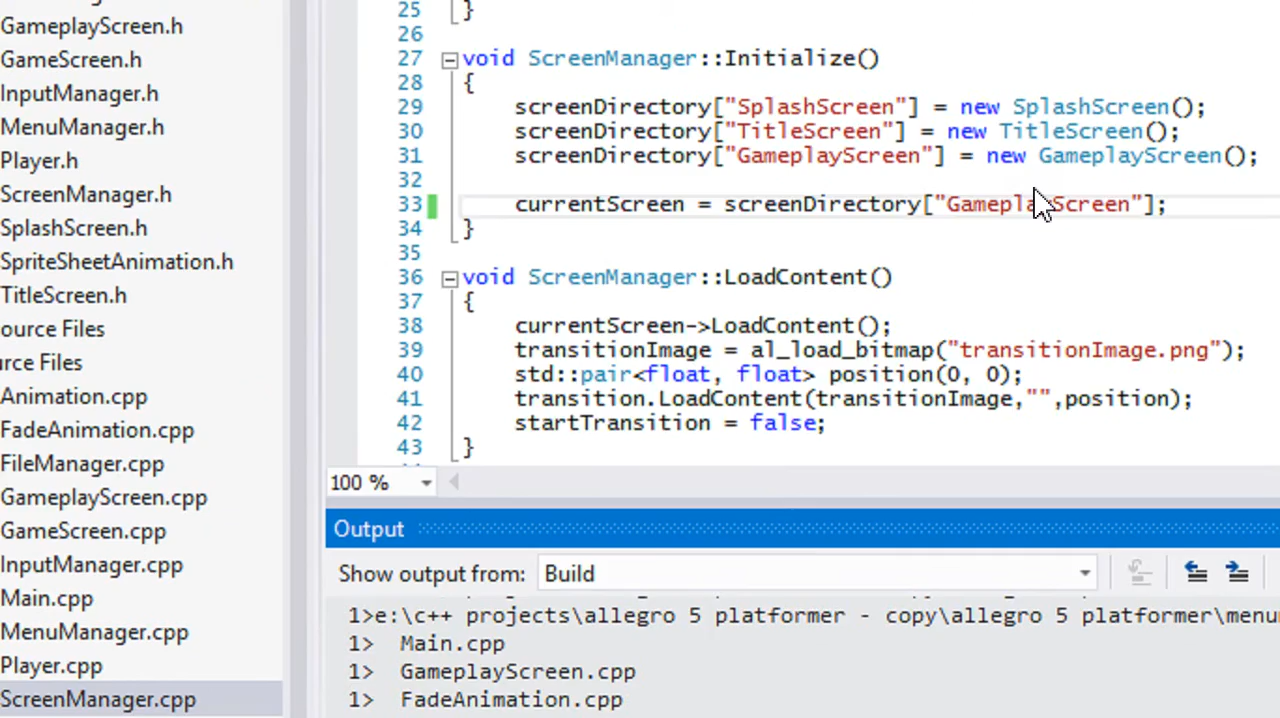 GameplayScreen.h
GameScreen.h
InputManager.h
MenuManager.h
Player.h
ScreenManager.h
SplashScreen.h
SpriteSheetAnimation.h
TitleScreen.h
ource Files
rce Files
Animation.cpp
FadeAnimation.cpp
FileManager.cpp
GameplayScreen.cpp
GameScreen.cpp
InputManager.cpp
Main.cpp
MenuManager.cpp
Player.cpp
ScreenManager.cpp
25 }
26
27 void ScreenManager::Initialize()
28 {
29 screenDirectory["SplashScreen"] = new SplashScreen();
30 screenDirectory["TitleScreen"] = new TitleScreen();
31 screenDirectory["GameplayScreen"] = new GameplayScreen();
32
33 currentScreen = screenDirectory["GameplayScreen"];
34 }
35
36 void ScreenManager::LoadContent()
37 {
38 currentScreen->LoadContent();
39 transitionImage = al_load_bitmap("transitionImage.png");
40 std::pair<float, float> position(0, 0);
41 transition.LoadContent(transitionImage,"",position);
42 startTransition = false;
43 }
100 %
Output
Show output from: Build
1>e:\c++ projects\allegro 5 platformer - copy\allegro 5 platformer\menu
1> Main.cpp
1> GameplayScreen.cpp
1> FadeAnimation.cpp